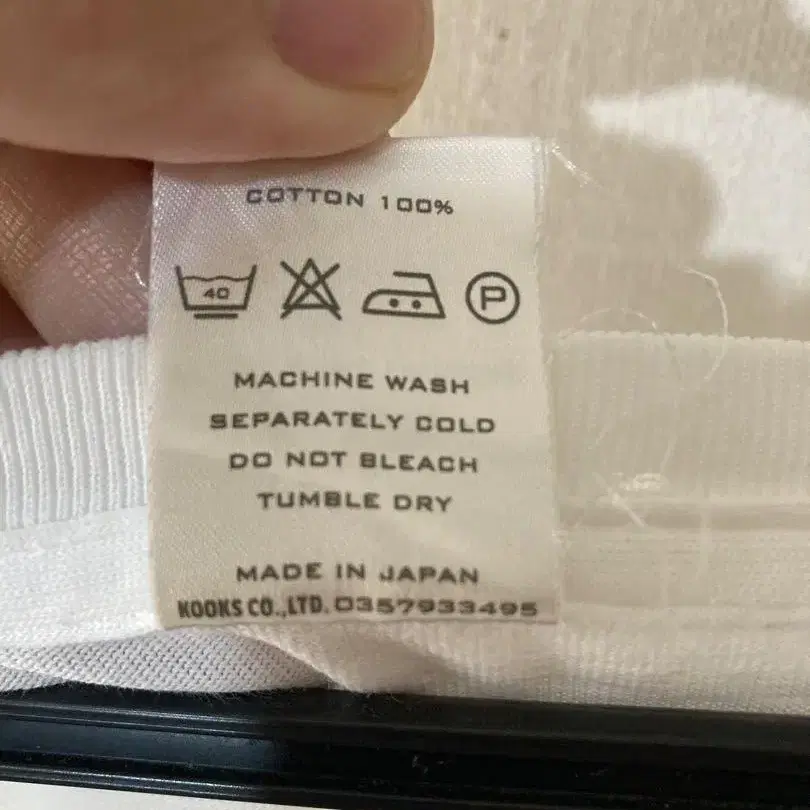 COTTON 100%
40 P
MACHINE WASH
SEPARATELY COLD
DO NOT BLEACH
TUMBLE DRY
MADE IN JAPAN
KOOKS CO.,LTD. 0357933495